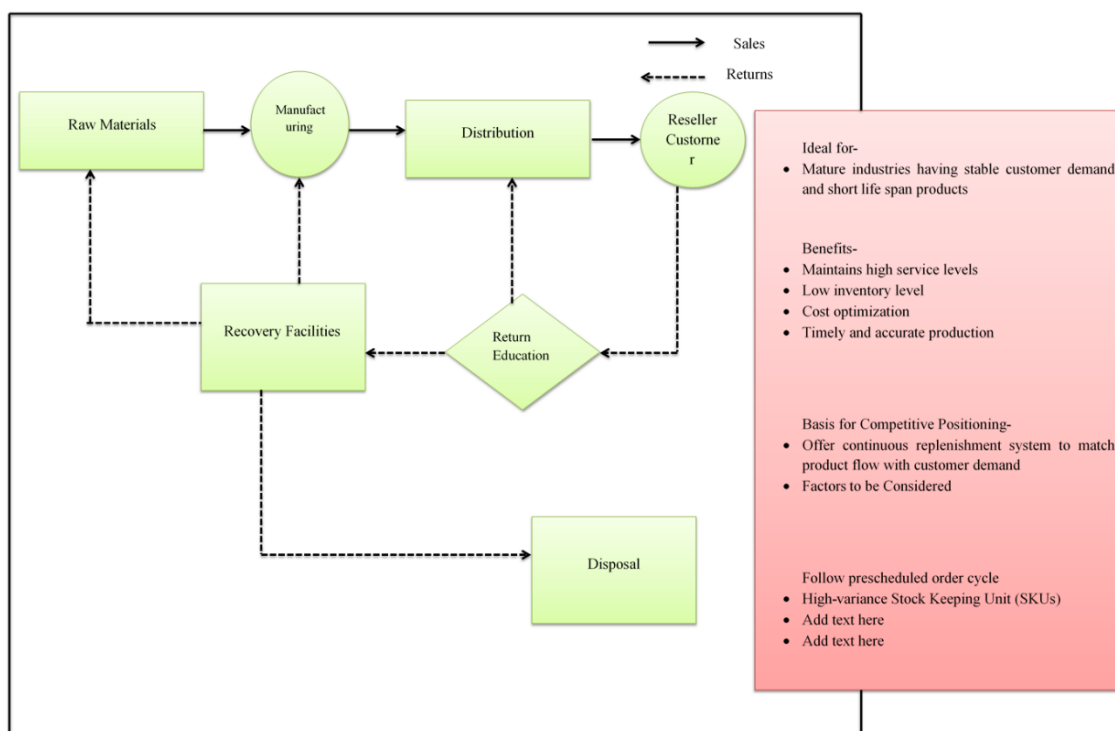 Sales
Returns
Raw Materials
Manufact
uring
Distribution
Reseller
Custorne
r
Recovery Facilities
Return
Education
Disposal
Ideal for-
• Mature industries having stable customer demand
and short life span products
Benefits-
• Maintains high service levels
• Low inventory level
• Cost optimization
• Timely and accurate production
Basis for Competitive Positioning-
• Offer continuous replenishment system to match
product flow with customer demand
• Factors to be Considered
Follow prescheduled order cycle
• High-variance Stock Keeping Unit (SKUs)
• Add text here
• Add text here